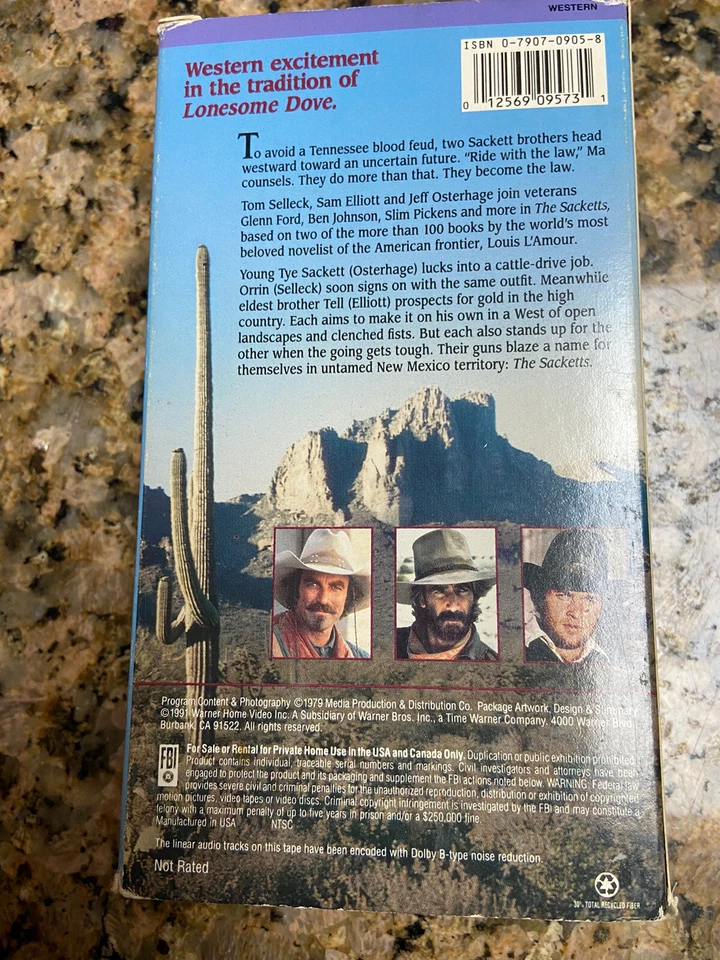 WESTERN
Western excitement
in the tradition of
Lonesome Dove.
ISBN 0-7907-0905-8
0 12569 09573 1
To avoid a Tennessee blood feud, two Sackett brothers head
westward toward an uncertain future. “Ride with the law,” Ma
counsels. They do more than that. They become the law.
Tom Selleck, Sam Elliott and Jeff Osterhage join veterans
Glenn Ford, Ben Johnson, Slim Pickens and more in The Sacketts,
based on two of the more than 100 books by the world's most
beloved novelist of the American frontier, Louis L'Amour.
Young Tye Sackett (Osterhage) lucks into a cattle-drive job.
Orrin (Selleck) soon signs on with the same outfit. Meanwhile
eldest brother Tell (Elliott) prospects for gold in the high
country. Each aims to make it on his own in a West of open
landscapes and clenched fists. But each also stands up for the
other when the going gets tough. Their guns blaze a name for
themselves in untamed New Mexico territory: The Sacketts.
Program Content & Photography ©1979 Media Production & Distribution Co. Package Artwork, Design &
©1991 Warner Home Video Inc. A Subsidiary of Warner Bros. Inc., a Time Warner Company. 4000 Warner Blvd.
Burbank, CA 91522. All rights reserved.
FBI
For Sale or Rental for Private Home Use in the USA and Canada Only. Duplication or public exhibition prohibited.
Product contains individual, traceable serial numbers and markings. Civil investigators and attorneys have been
engaged to protect the product and its packaging and supplement the FBI actions noted below. WARNING: Federal law
provides severe civil and criminal penalties for the unauthorized reproduction, distribution or exhibition of copyrighted
motion pictures, video tapes or video discs. Criminal copyright infringement is investigated by the FBI and may constitute a
felony with a maximum penalty of up to five years in prison and/or a $250,000 fine.
Manufactured in USA NTSC
The linear audio tracks on this tape have been encoded with Dolby B-type noise reduction.
Not Rated
TOTAL RECYCLED FIBER